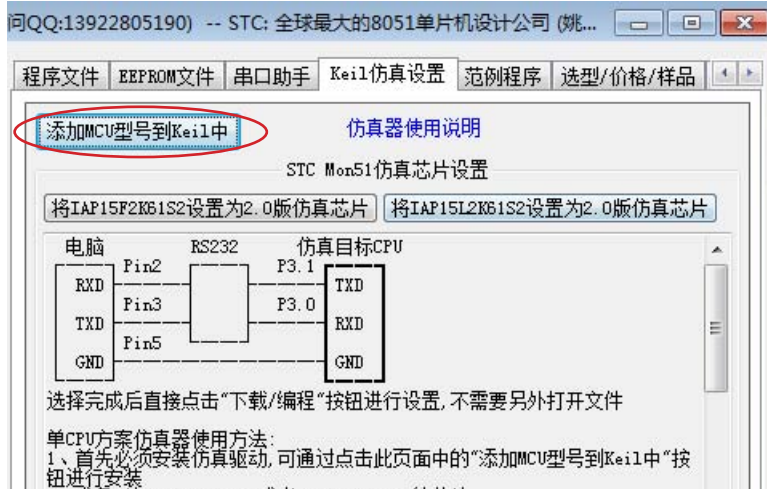 问QQ:13922805190) -- STC: 全球最大的8051单片机设计公司 (姚...
程序文件 EEPROM文件 串口助手 Keil仿真设置 范例程序 选型/价格/样品
添加MCU型号到Keil中 仿真器使用说明
STC Mon51仿真芯片设置
将IAP15F2K61S2设置为2.0版仿真芯片 将IAP15L2K61S2设置为2.0版仿真芯片
电脑 RS232 仿真目标CPU
Pin2 P3.1
RXD TXD
Pin3 P3.0
TXD RXD
Pin5
GND GND
选择完成后直接点击“下载/编程”按钮进行设置,不需要另外打开文件
单CPU方案仿真器使用方法:
1、首先必须安装仿真驱动,可通过点击此页面中的“添加MCU型号到Keil中”按
钮进行安装